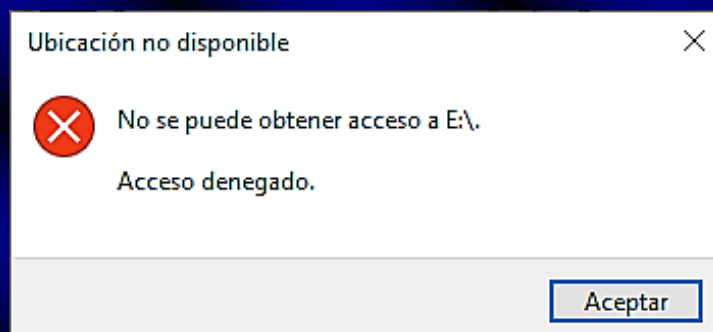 Ubicación no disponible
No se puede obtener acceso a E:\.
Acceso denegado.
Aceptar